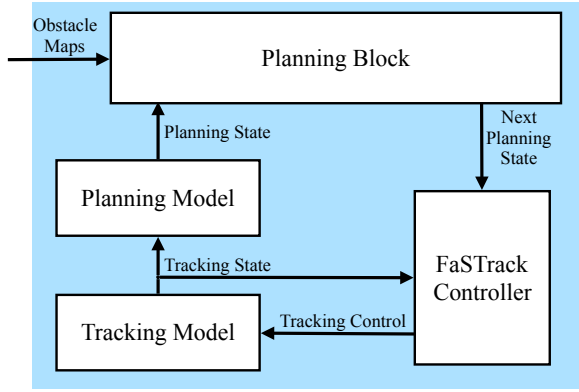 Obstacle
Maps
Planning Block
Planning State
Next
Planning
State
Planning Model
FaSTrack
Controller
Tracking State
Tracking Model
Tracking Control